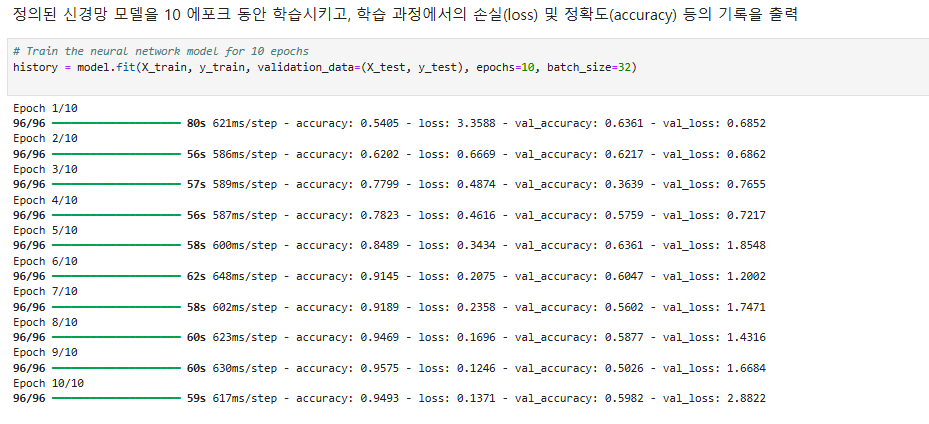 정의된 신경망 모델을 10 에포크 동안 학습시키고, 학습 과정에서의 손실(loss) 및 정확도(accuracy) 등의 기록을 출력
# Train the neural network model for 10 epochs
history = model.fit(X_train, y_train, validation_data=(X_test, y_test), epochs=10, batch_size=32)
Epoch 1/10
96/96 ━━━━━━━━━━━━━━━━━━━━ 80s 621ms/step - accuracy: 0.5405 - loss: 3.3588 - val_accuracy: 0.6361 - val_loss: 0.6852
Epoch 2/10
96/96 ━━━━━━━━━━━━━━━━━━━━ 56s 586ms/step - accuracy: 0.6202 - loss: 0.6669 - val_accuracy: 0.6217 - val_loss: 0.6862
Epoch 3/10
96/96 ━━━━━━━━━━━━━━━━━━━━ 57s 589ms/step - accuracy: 0.7799 - loss: 0.4874 - val_accuracy: 0.3639 - val_loss: 0.7655
Epoch 4/10
96/96 ━━━━━━━━━━━━━━━━━━━━ 56s 587ms/step - accuracy: 0.7823 - loss: 0.4616 - val_accuracy: 0.5759 - val_loss: 0.7217
Epoch 5/10
96/96 ━━━━━━━━━━━━━━━━━━━━ 58s 600ms/step - accuracy: 0.8489 - loss: 0.3434 - val_accuracy: 0.6361 - val_loss: 1.8548
Epoch 6/10
96/96 ━━━━━━━━━━━━━━━━━━━━ 62s 648ms/step - accuracy: 0.9145 - loss: 0.2075 - val_accuracy: 0.6047 - val_loss: 1.2002
Epoch 7/10
96/96 ━━━━━━━━━━━━━━━━━━━━ 58s 602ms/step - accuracy: 0.9189 - loss: 0.2358 - val_accuracy: 0.5602 - val_loss: 1.7471
Epoch 8/10
96/96 ━━━━━━━━━━━━━━━━━━━━ 60s 623ms/step - accuracy: 0.9469 - loss: 0.1696 - val_accuracy: 0.5877 - val_loss: 1.4316
Epoch 9/10
96/96 ━━━━━━━━━━━━━━━━━━━━ 60s 630ms/step - accuracy: 0.9575 - loss: 0.1246 - val_accuracy: 0.5026 - val_loss: 1.6684
Epoch 10/10
96/96 ━━━━━━━━━━━━━━━━━━━━ 59s 617ms/step - accuracy: 0.9493 - loss: 0.1371 - val_accuracy: 0.5982 - val_loss: 2.8822